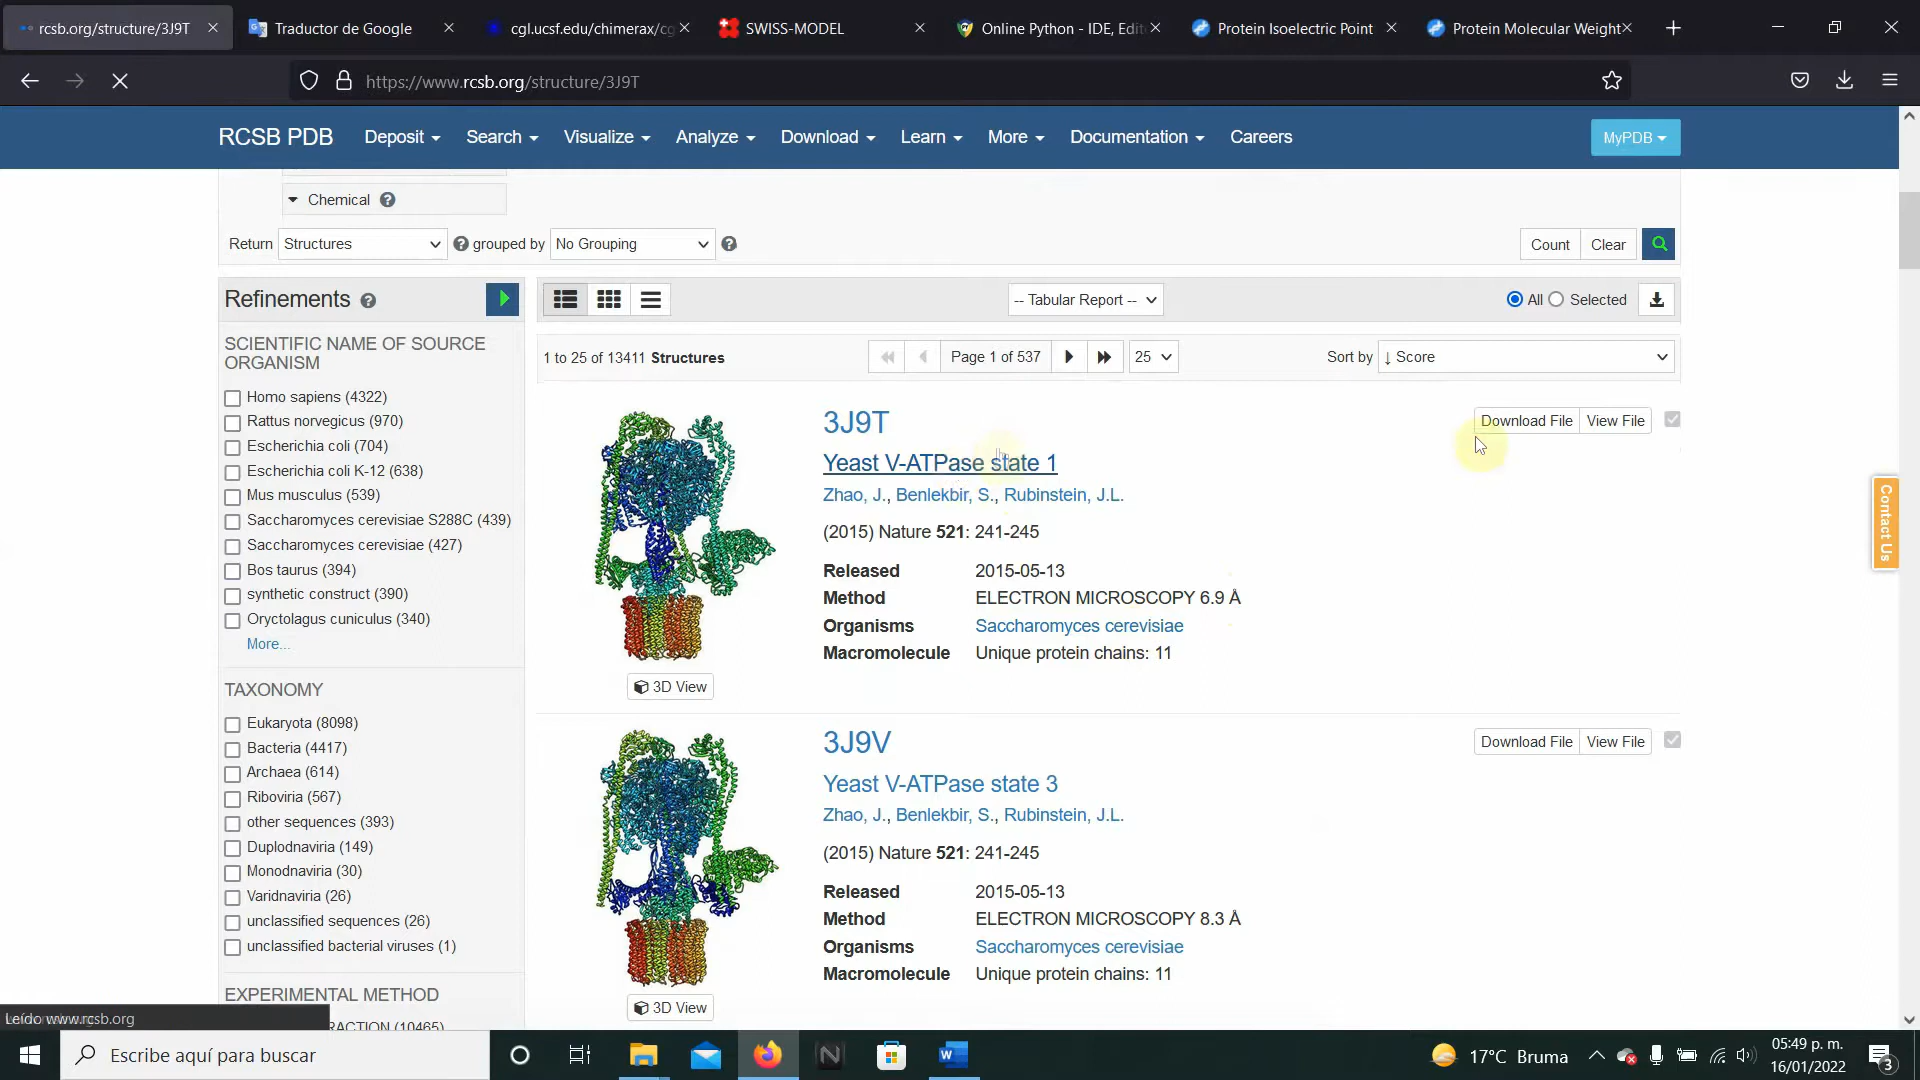 rcsb.org/structure/3J9T
Traductor de Google
cgl.ucsf.edu/chimerax/cg
SWISS-MODEL
Online Python - IDE, Edit
Protein Isoelectric Point
Protein Molecular Weight
https://www.rcsb.org/structure/3J9T
RCSB PDB Deposit Search Visualize Analyze Download Learn More Documentation Careers MyPDB
Chemical
Return Structures grouped by No Grouping Count Clear
Refinements
-- Tabular Report -- All Selected
SCIENTIFIC NAME OF SOURCE
ORGANISM
Homo sapiens (4322)
Rattus norvegicus (970)
Escherichia coli (704)
Escherichia coli K-12 (638)
Mus musculus (539)
Saccharomyces cerevisiae S288C (439)
Saccharomyces cerevisiae (427)
Bos taurus (394)
synthetic construct (390)
Oryctolagus cuniculus (340)
More...
TAXONOMY
Eukaryota (8098)
Bacteria (4417)
Archaea (614)
Riboviria (567)
other sequences (393)
Duplodnaviria (149)
Monodnaviria (30)
Varidnaviria (26)
unclassified sequences (26)
unclassified bacterial viruses (1)
EXPERIMENTAL METHOD
1 to 25 of 13411 Structures Page 1 of 537 25 Sort by ↓ Score
3J9T
Download File View File
Yeast V-ATPase state 1
Zhao, J., Benlekbir, S., Rubinstein, J.L.
(2015) Nature 521: 241-245
Released 2015-05-13
Method ELECTRON MICROSCOPY 6.9 Å
Organisms Saccharomyces cerevisiae
Macromolecule Unique protein chains: 11
3D View
3J9V
Download File View File
Yeast V-ATPase state 3
Zhao, J., Benlekbir, S., Rubinstein, J.L.
(2015) Nature 521: 241-245
Released 2015-05-13
Method ELECTRON MICROSCOPY 8.3 Å
Organisms Saccharomyces cerevisiae
Macromolecule Unique protein chains: 11
3D View
Contact Us
Leído www.rcsb.org
Escribe aquí para buscar
17°C Bruma
05:49 p. m.
16/01/2022
3